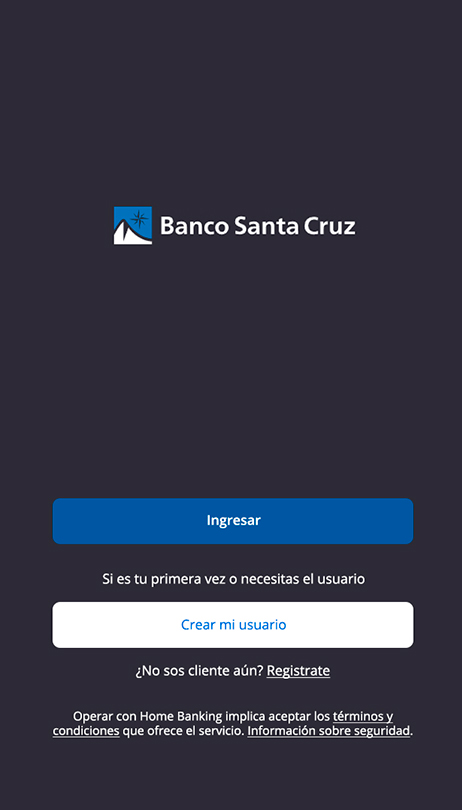 Banco Santa Cruz
Ingresar
Si es tu primera vez o necesitas el usuario
Crear mi usuario
¿No sos cliente aún? Registrate
Operar con Home Banking implica aceptar los términos y
condiciones que ofrece el servicio. Información sobre seguridad.